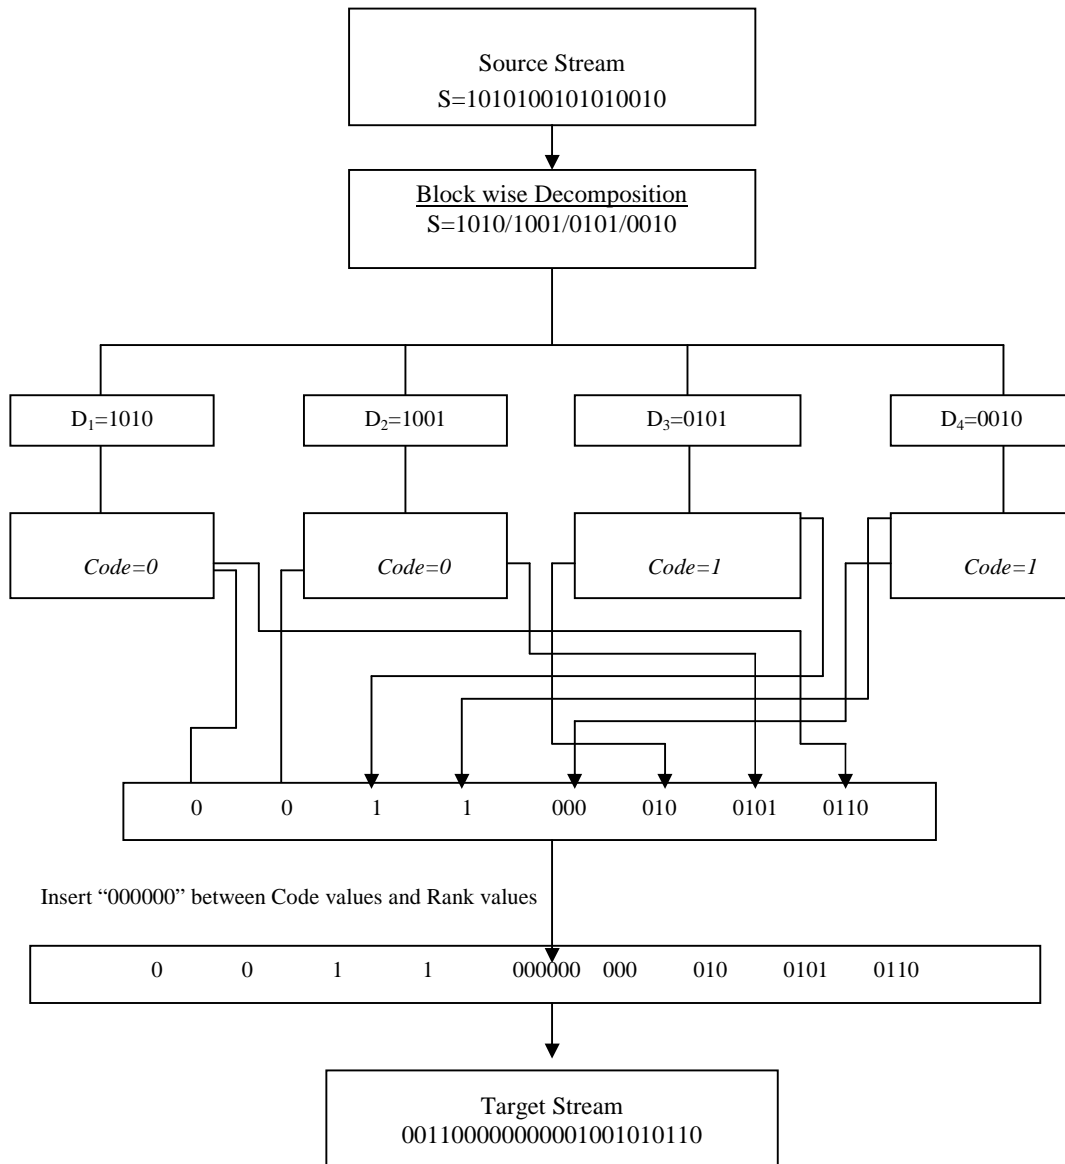 Source Stream
S=1010100101010010
Block wise Decomposition
S=1010/1001/0101/0010
D1=1010 D2=1001 D3=0101 D4=0010
Code=0 Code=0 Code=1 Code=1
0 0 1 1 000 010 0101 0110
Insert “000000” between Code values and Rank values
0 0 1 1 000000 000 010 0101 0110
Target Stream
001100000000001001010110